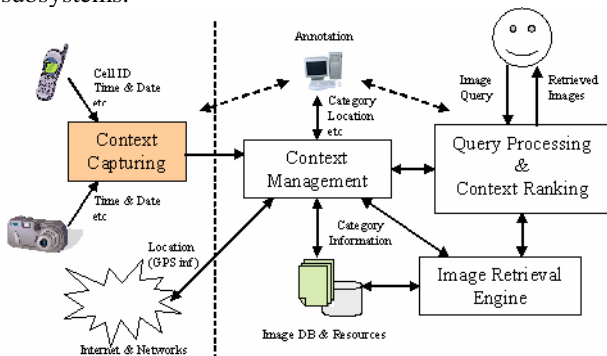 subsystems.
Annotation
Cell ID
Time & Date
etc
Image
Query
Retrieved
Images
Category
Location
etc
Context
Capturing
Context
Management
Query Processing
&
Context Ranking
Time & Date
etc
Location
(GPS inf)
Category
Information
Image Retrieval
Engine
Internet & Networks
Image DB & Resources